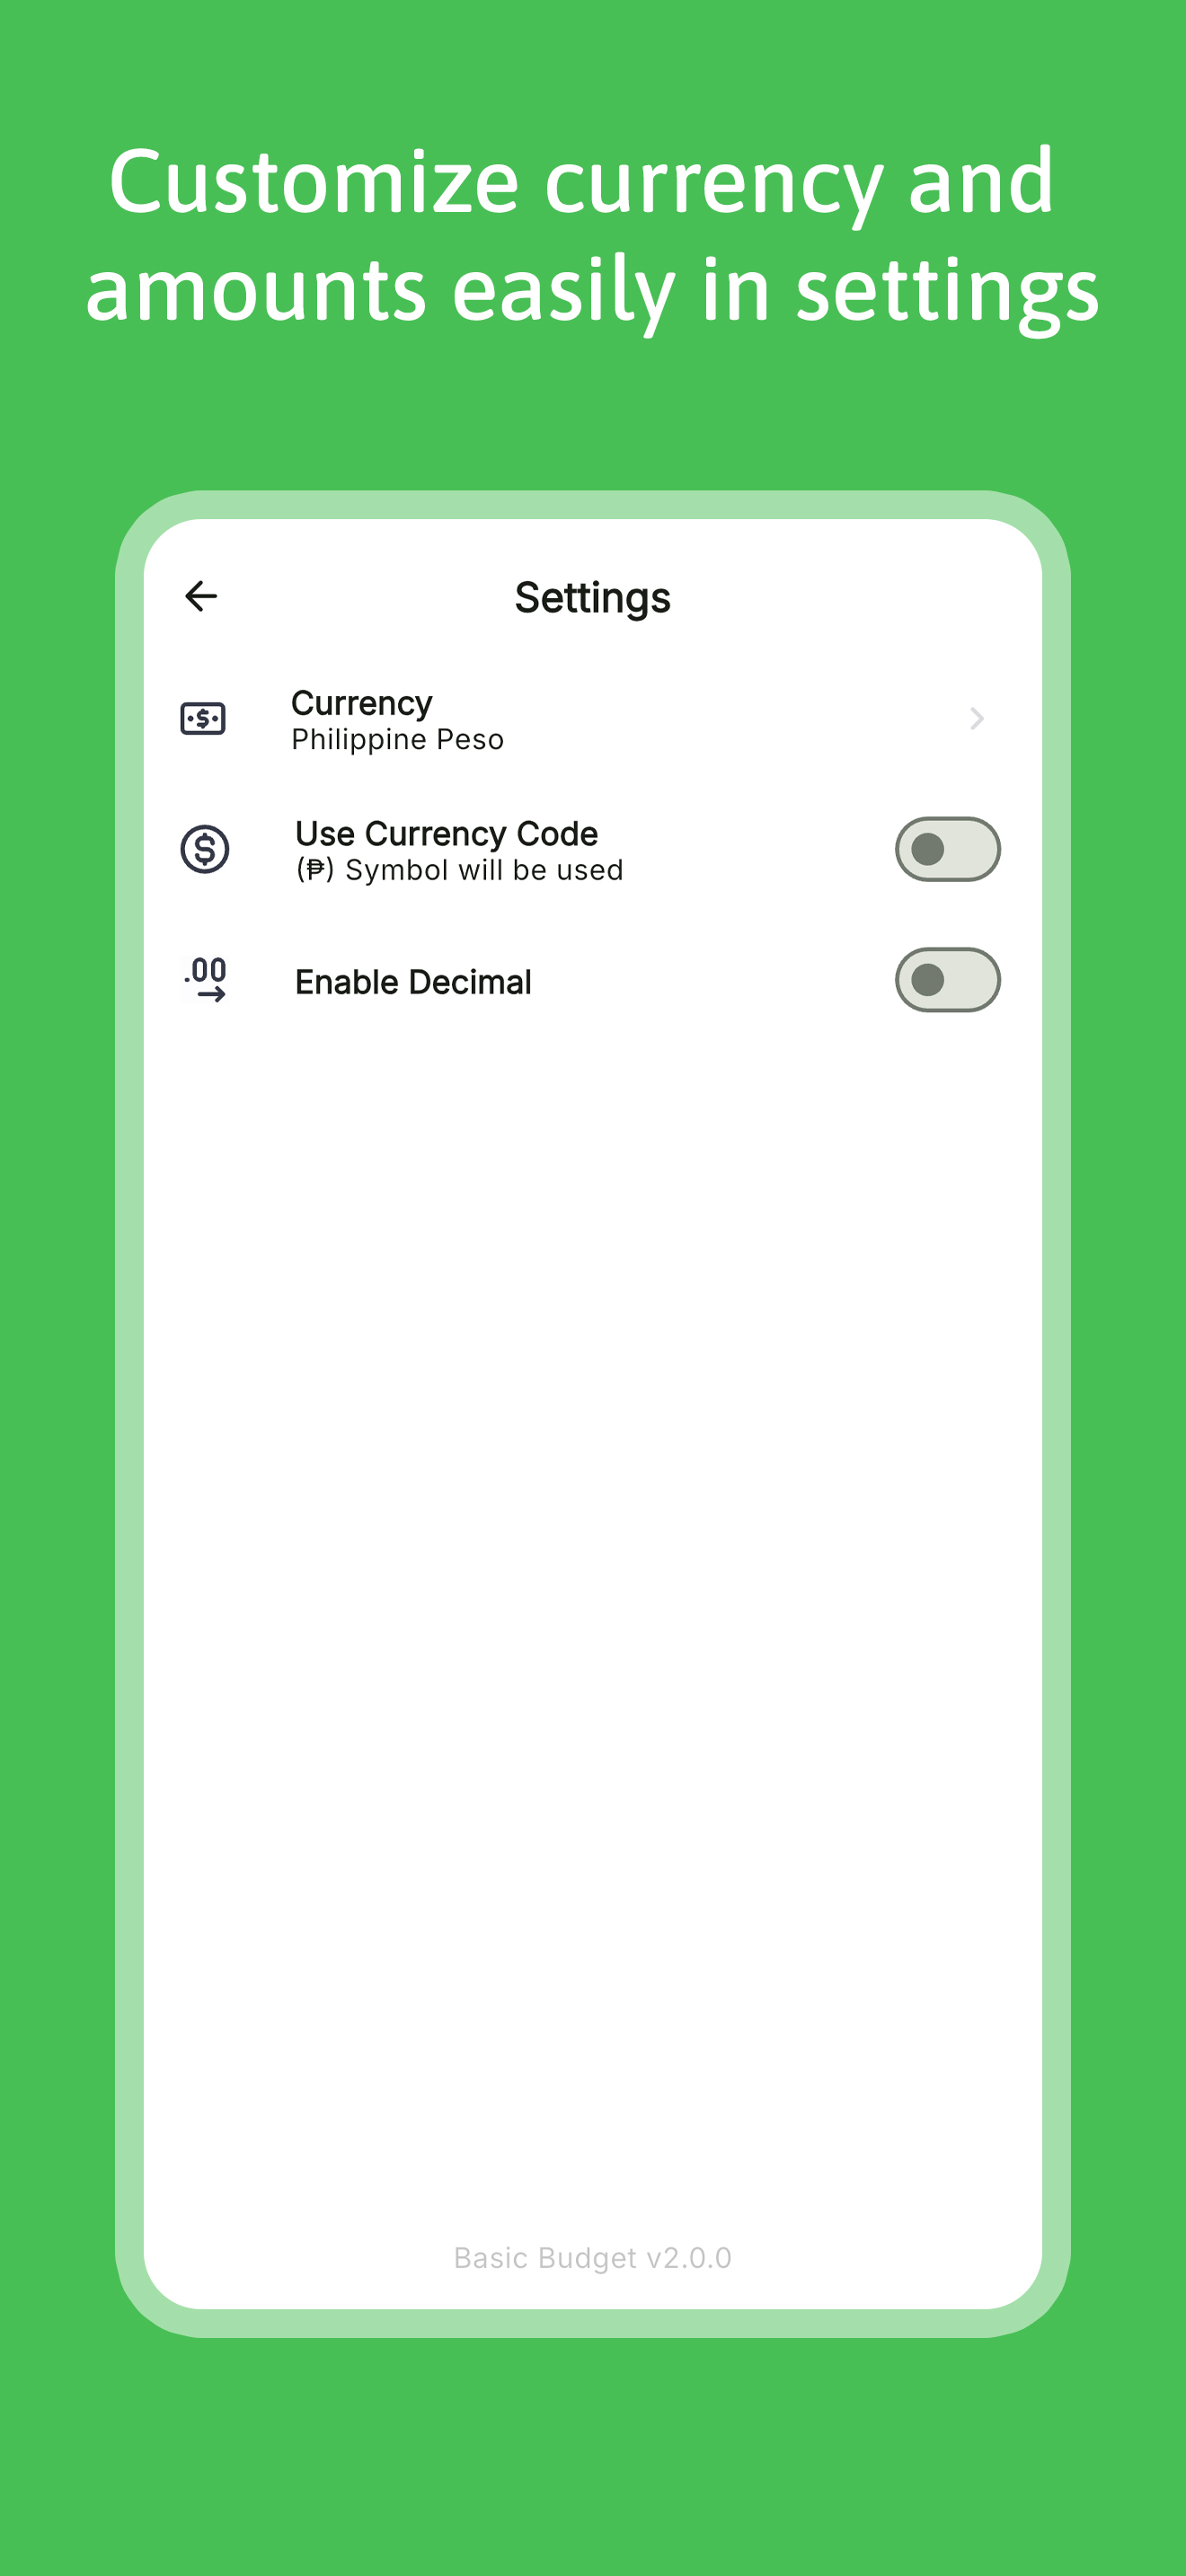 Customize currency and
amounts easily in settings
Settings
Currency
Philippine Peso
Use Currency Code
(₱) Symbol will be used
.00
Enable Decimal
Basic Budget v2.0.0